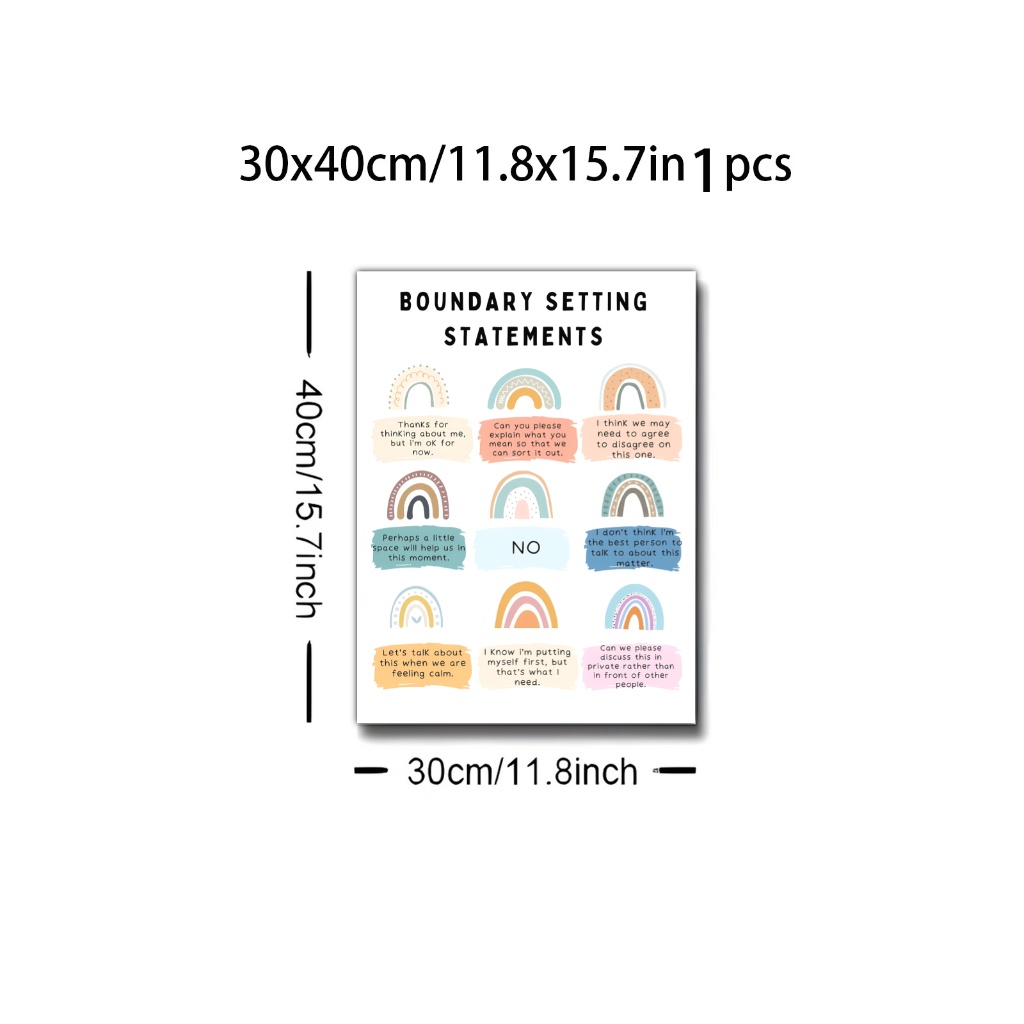 30x40cm/11.8x15.7in 1 pcs
BOUNDARY SETTING
STATEMENTS
Thanks for
thinking about me,
but i'm ok for
now.
Can you please
explain what you
mean so that we
can sort it out.
I think we may
need to agree
to disagree on
this one.
Perhaps a little
space will help us in
this moment.
NO
I don't think i'm
the best person to
talk to about this
matter.
Let's talk about
this when we are
feeling calm.
I know i'm putting
myself first, but
that's what I
need.
Can we please
discuss this in
private rather than
in front of other
people.
40cm/15.7inch
30cm/11.8inch